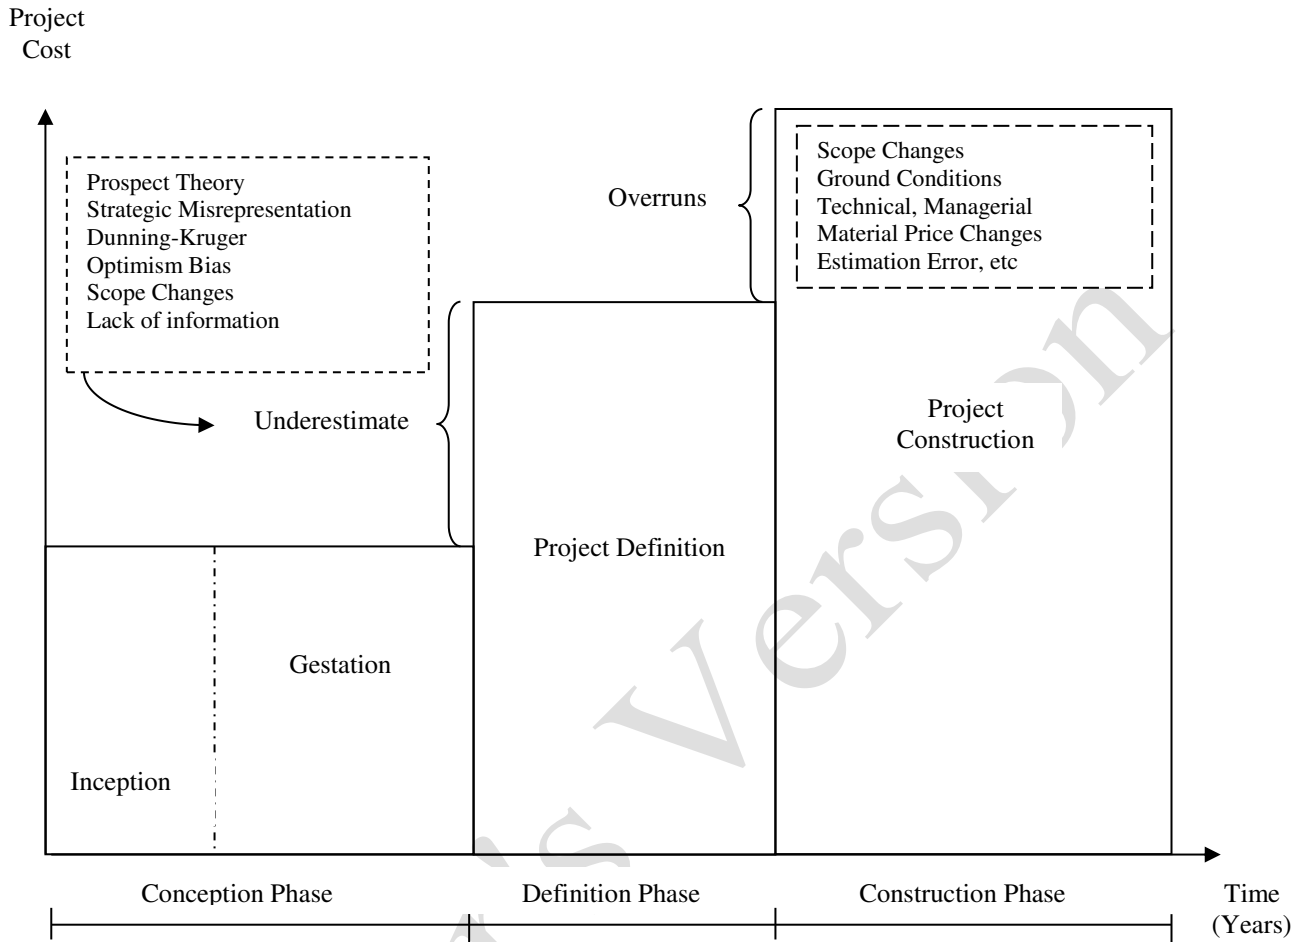 Project
Cost
Prospect Theory
Strategic Misrepresentation
Dunning-Kruger
Optimism Bias
Scope Changes
Lack of information
Underestimate
Overruns
Scope Changes
Ground Conditions
Technical, Managerial
Material Price Changes
Estimation Error, etc
Project
Construction
Project Definition
Gestation
Inception
's Version
Conception Phase
Definition Phase
Construction Phase
Time
(Years)